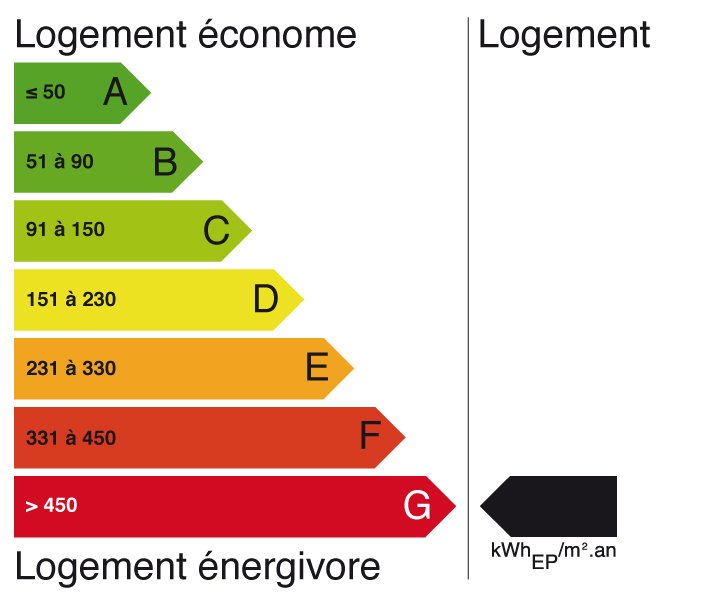 Logement économe
Logement
≤ 50 A
51 à 90 B
91 à 150 C
151 à 230 D
231 à 330 E
331 à 450 F
> 450 G
kWhEP/m².an
Logement énergivore